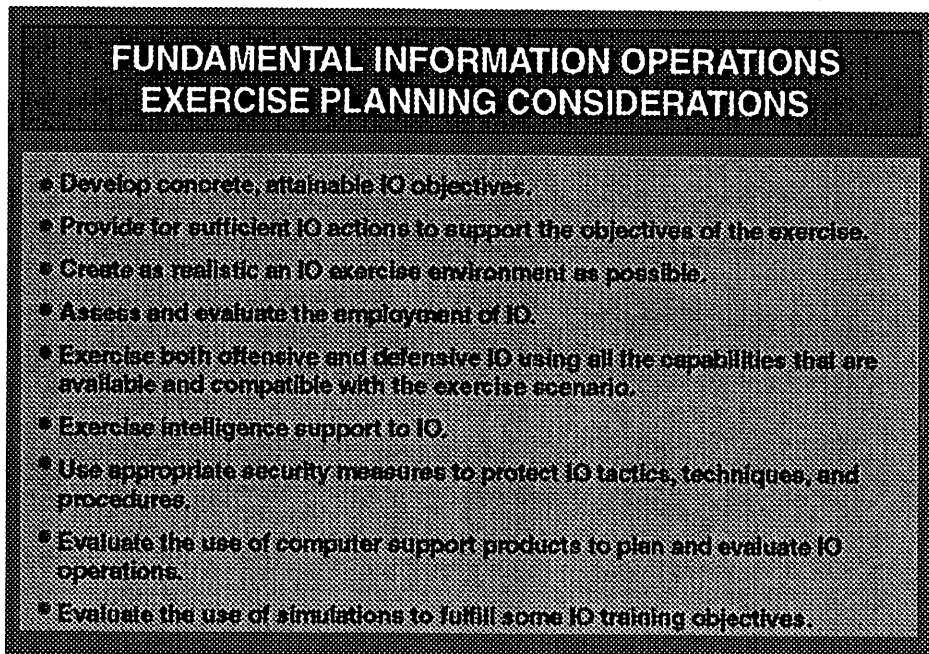 FUNDAMENTAL INFORMATION OPERATIONS
EXERCISE PLANNING CONSIDERATIONS
• Develop concrete, attainable IO objectives.
• Provide for sufficient IO actions to support the objectives of the exercise.
• Create as realistic an IO exercise environment as possible.
• Assess and evaluate the employment of IO.
• Exercise both offensive and defensive IO using all the capabilities that are
available and compatible with the exercise scenario.
• Exercise intelligence support to IO.
• Use appropriate security measures to protect IO tactics, techniques, and
procedures.
• Evaluate the use of computer support products to plan and evaluate IO
operations.
• Evaluate the use of simulations to fulfill some IO training objectives.